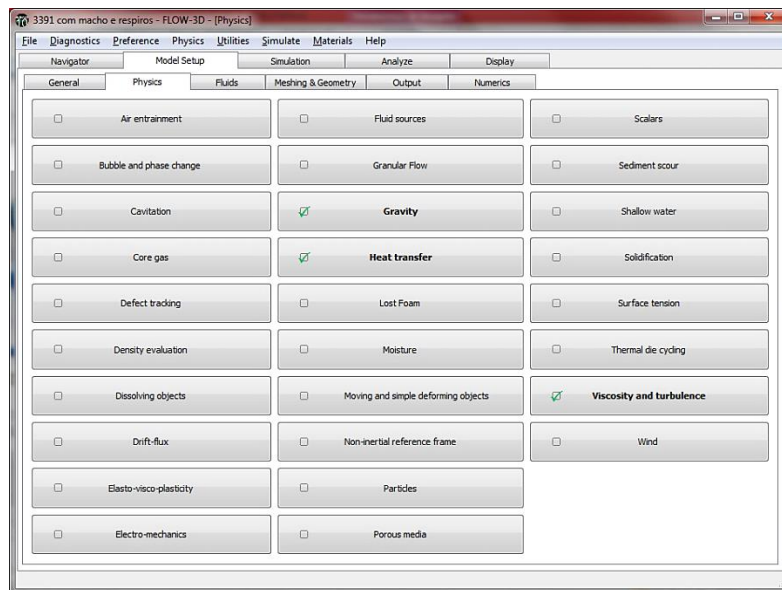 3391 com macho e respiros - FLOW-3D - [Physics]
File Diagnostics Preference Physics Utilities Simulate Materials Help
Navigator Model Setup Simulation Analyze Display
General Physics Fluids Meshing & Geometry Output Numerics
Air entrainment Fluid sources Scalars
Bubble and phase change Granular Flow Sediment scour
Cavitation Gravity Shallow water
Core gas Heat transfer Solidification
Defect tracking Lost Foam Surface tension
Density evaluation Moisture Thermal die cycling
Dissolving objects Moving and simple deforming objects Viscosity and turbulence
Drift-flux Non-inertial reference frame Wind
Elasto-visco-plasticity Particles
Electro-mechanics Porous media